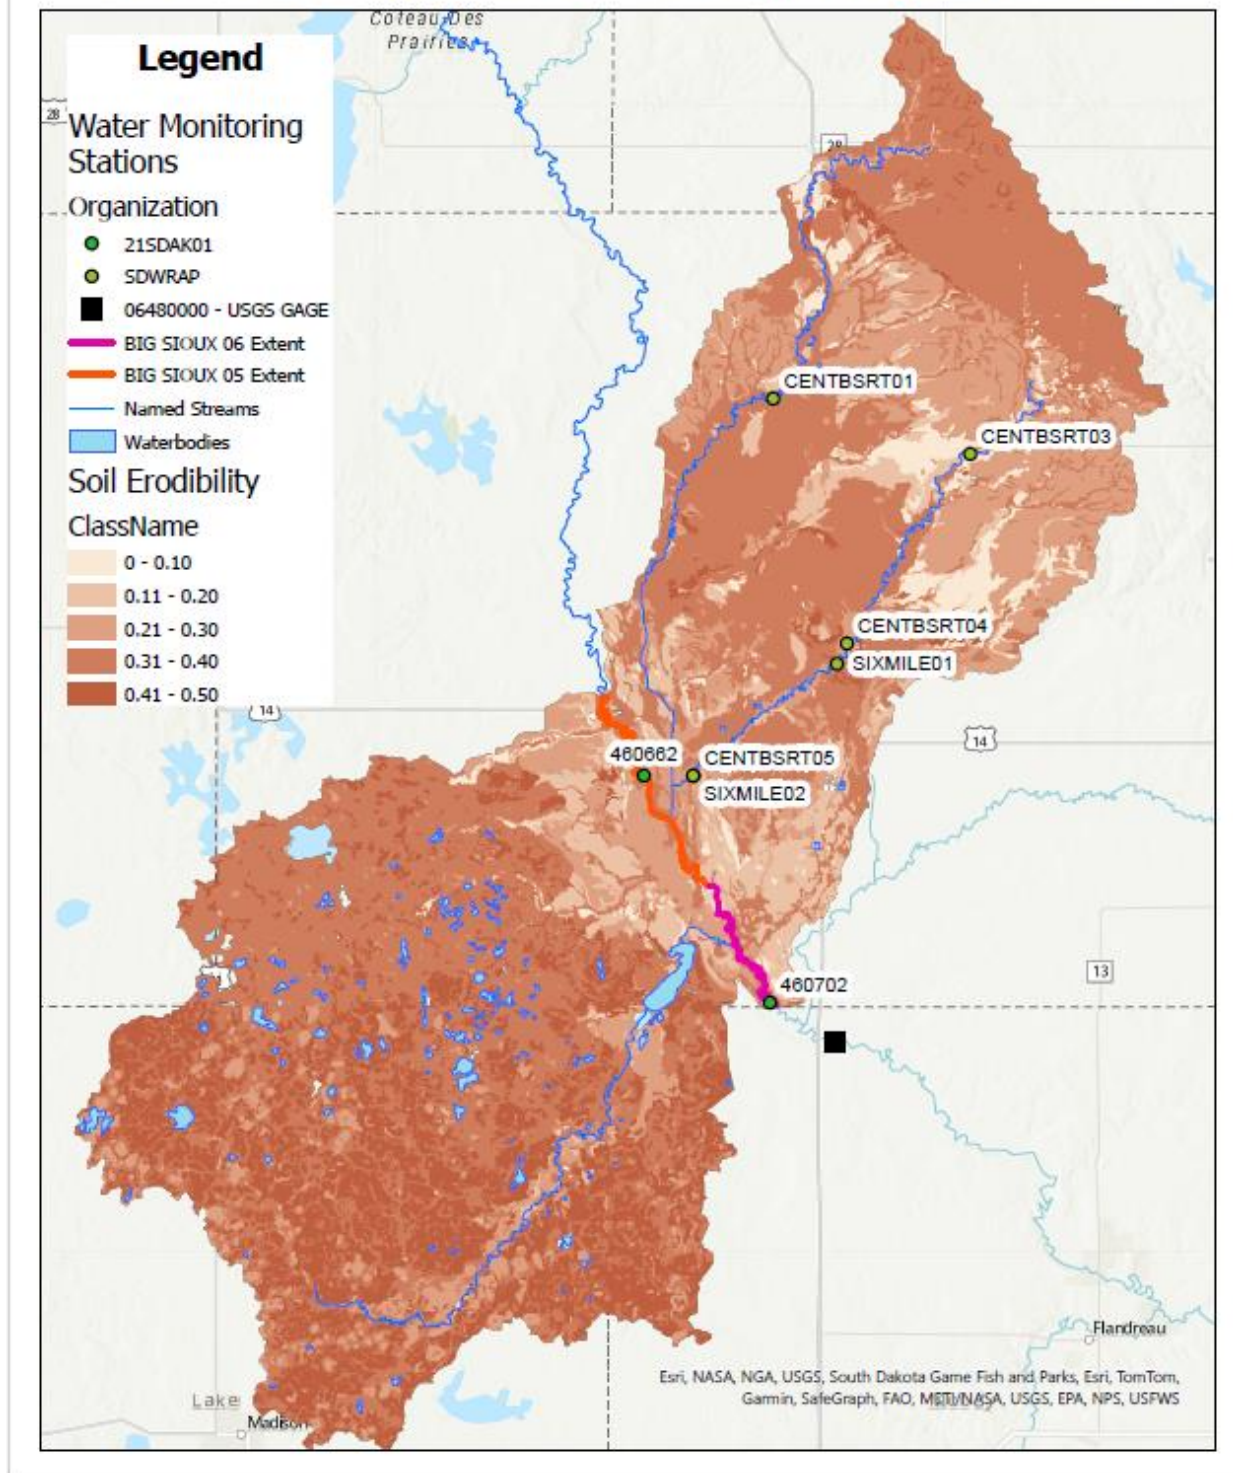 Coteau Des
Prairies
Legend
Water Monitoring
Stations
Organization
21SDAK01
SDWRAP
06480000 - USGS GAGE
BIG SIOUX 06 Extent
BIG SIOUX 05 Extent
Named Streams
Waterbodies
Soil Erodibility
ClassName
0 - 0.10
0.11 - 0.20
0.21 - 0.30
0.31 - 0.40
0.41 - 0.50
28
28
CENTBSRT01
CENTBSRT03
CENTBSRT04
SIXMILE01
14
14
460662
CENTBSRT05
SIXMILE02
13
460702
Flandreau
Esri, NASA, NGA, USGS, South Dakota Game Fish and Parks, Esri, TomTom,
Garmin, SafeGraph, FAO, METI/NASA, USGS, EPA, NPS, USFWS
Lake
Madison